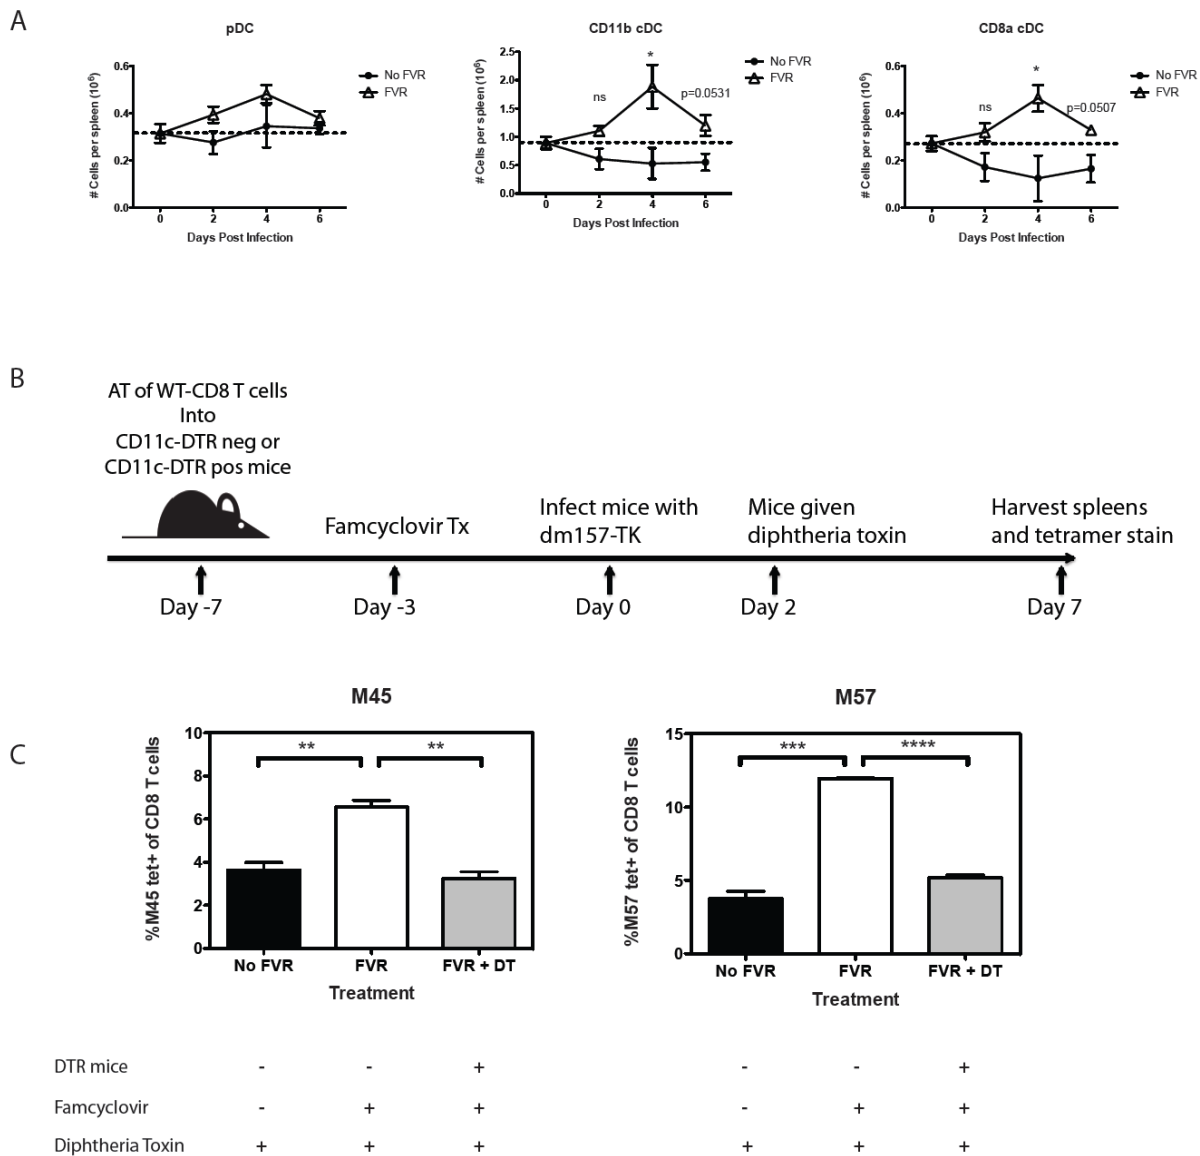 A
pDC
# Cells per spleen (10⁶)
0.6
0.4
0.2
0.0
0 2 4 6
Days Post Infection
No FVR
FVR
CD11b cDC
# Cells per spleen (10⁶)
2.5
2.0
1.5
1.0
0.5
0.0
ns
*
p=0.0531
0 2 4 6
Days Post Infection
No FVR
FVR
CD8a cDC
# Cells per spleen (10⁶)
0.6
0.4
0.2
0.0
ns
*
p=0.0507
0 2 4 6
Days Post Infection
No FVR
FVR
B
AT of WT-CD8 T cells
Into
CD11c-DTR neg or
CD11c-DTR pos mice
Famcyclovir Tx
Infect mice with
dm157-TK
Mice given
diphtheria toxin
Harvest spleens
and tetramer stain
Day -7
Day -3
Day 0
Day 2
Day 7
C
M45
%M45 tet+ of CD8 T cells
10
8
6
4
2
0
** **
No FVR FVR FVR + DT
Treatment
M57
%M57 tet+ of CD8 T cells
15
10
5
0
*** ****
No FVR FVR FVR + DT
Treatment
DTR mice - - + - - +
Famcyclovir - + + - + +
Diphtheria Toxin + + + + + +